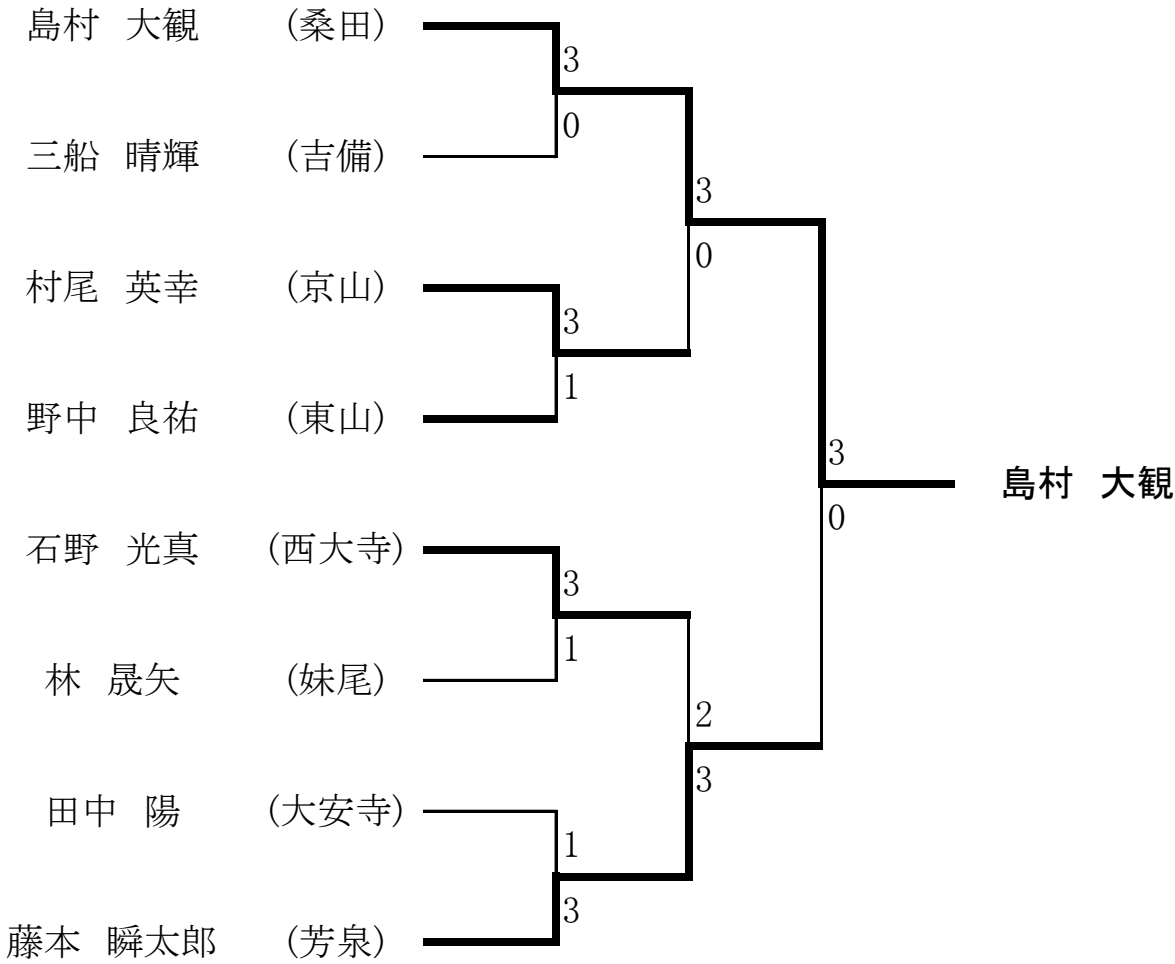 島村 大観 (桑田)
3
0
三船 晴輝 (吉備)
3
0
村尾 英幸 (京山)
3
1
野中 良祐 (東山)
3
0
島村 大観
石野 光真 (西大寺)
3
1
林 晟矢 (妹尾)
2
3
田中 陽 (大安寺)
1
3
藤本 瞬太郎 (芳泉)